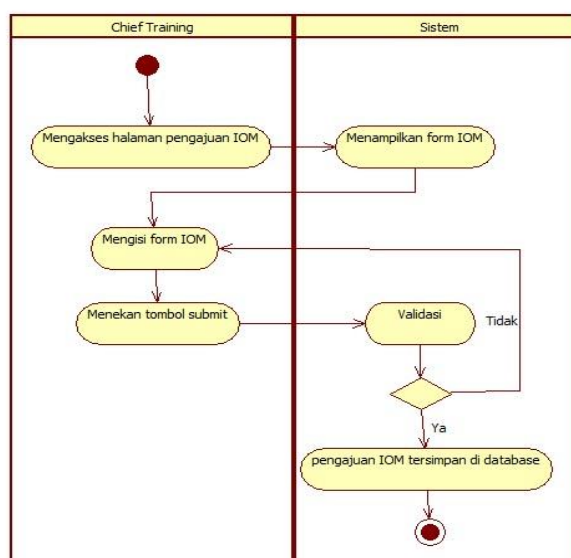 Chief Training
Sistem
Mengakses halaman pengajuan IOM
Menampilkan form IOM
Mengisi form IOM
Menekan tombol submit
Validasi
Tidak
Ya
pengajuan IOM tersimpan di database